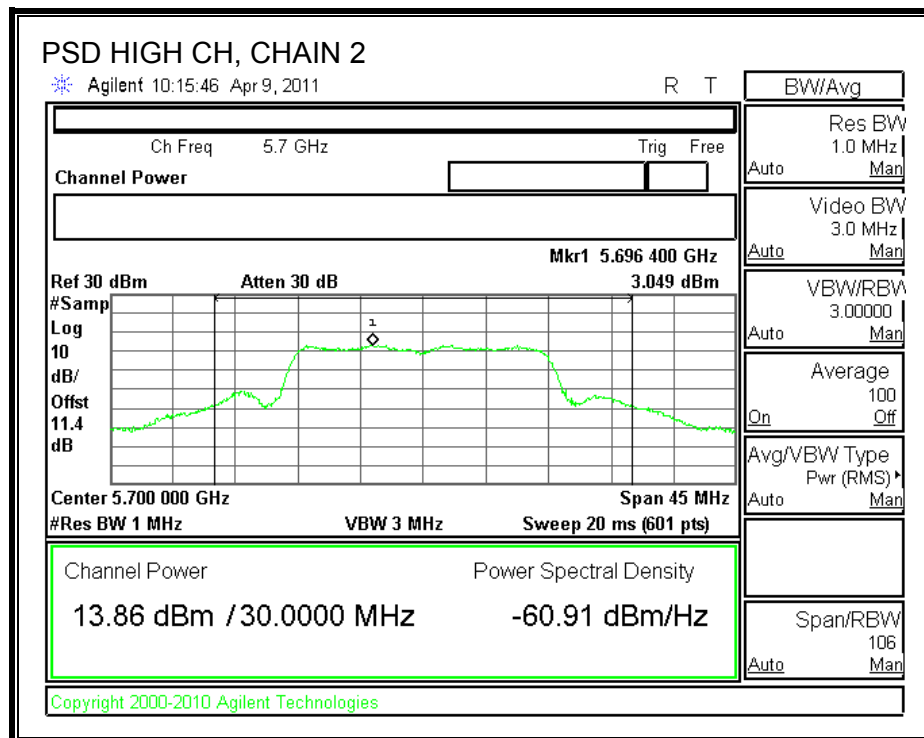 PSD HIGH CH, CHAIN 2
Agilent 10:15:46 Apr 9, 2011 R T
Ch Freq 5.7 GHz Trig Free
Channel Power
Mkr1 5.696 400 GHz
Ref 30 dBm Atten 30 dB 3.049 dBm
#Samp
Log
10
dB/
Offst
11.4
dB
1
Center 5.700 000 GHz Span 45 MHz
#Res BW 1 MHz VBW 3 MHz Sweep 20 ms (601 pts)
Channel Power Power Spectral Density
13.86 dBm / 30.0000 MHz -60.91 dBm/Hz
Copyright 2000-2010 Agilent Technologies
BW/Avg
Res BW
1.0 MHz
Auto Man
Video BW
3.0 MHz
Auto Man
VBW/RBW
3.00000
Auto Man
Average
100
On Off
Avg/VBW Type
Pwr (RMS)
Auto Man
Span/RBW
106
Auto Man